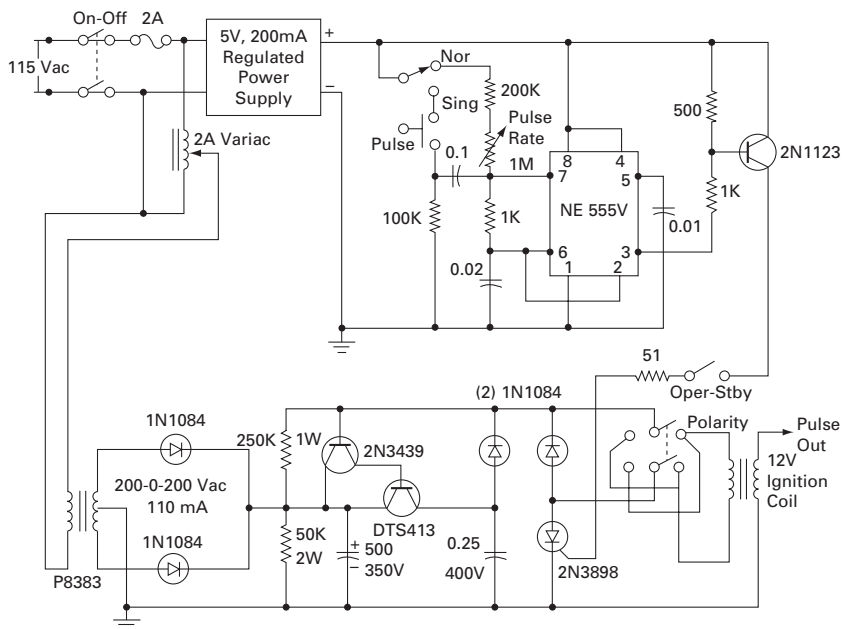 On-Off
2A
115 Vac
5V, 200mA
Regulated
Power
Supply
+
−
2A Variac
Nor
Sing
Pulse
200K
Pulse
Rate
1M
0.1
100K
1K
0.02
8
4
7
5
NE 555V
6
3
1
2
0.01
500
1K
2N1123
51
Oper-Stby
(2) 1N1084
Polarity
Pulse
Out
12V
Ignition
Coil
1N1084
200-0-200 Vac
110 mA
1N1084
P8383
250K
1W
2N3439
50K
2W
+
500
−
350V
DTS413
0.25
400V
2N3898